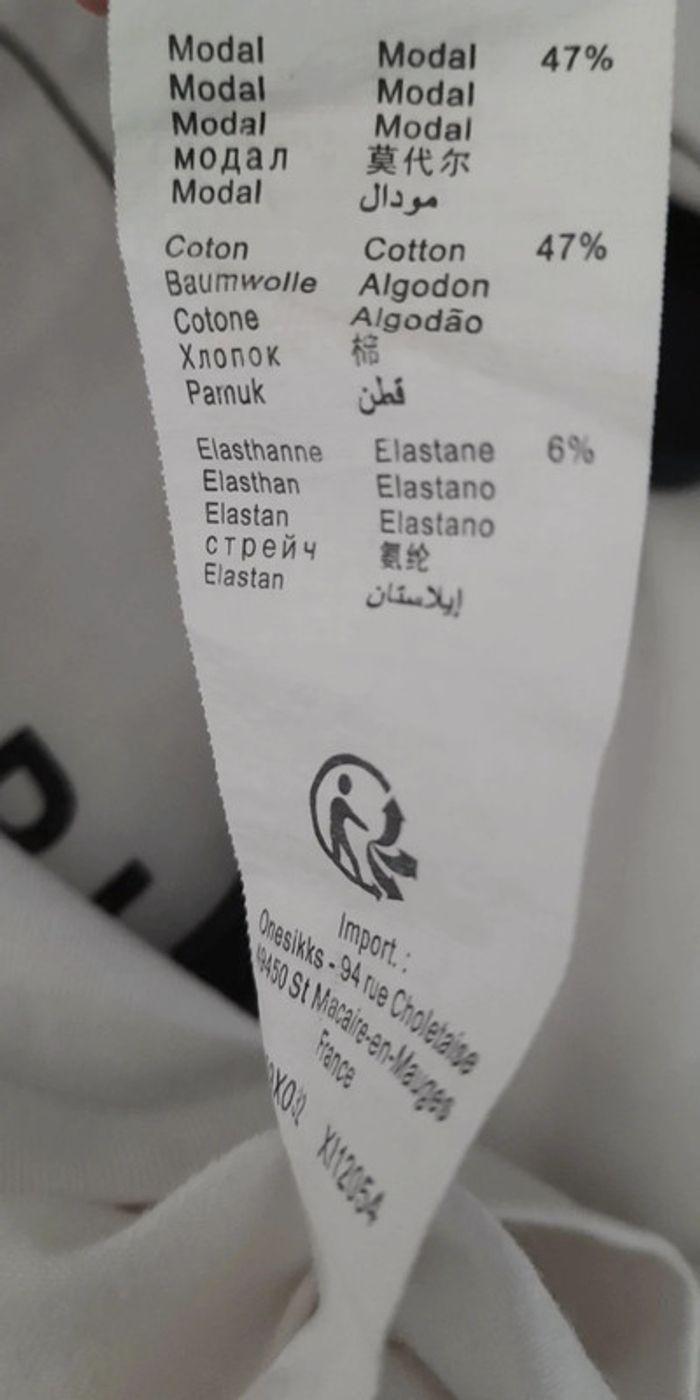 Modal Modal 47%
Modal Modal
Modal Modal
модал 莫代尔
Modal مودال
Coton Cotton 47%
Baumwolle Algodon
Cotone Algodão
Хлопок 棉
Pamuk قطن
Elasthanne Elastane 6%
Elasthan Elastano
Elastan Elastano
стрейч 氨纶
Elastan إيلاستان
Import. :
Onesikks - 94 rue Choletaise
49450 St Macaire-en-Mauges
France
XI12054